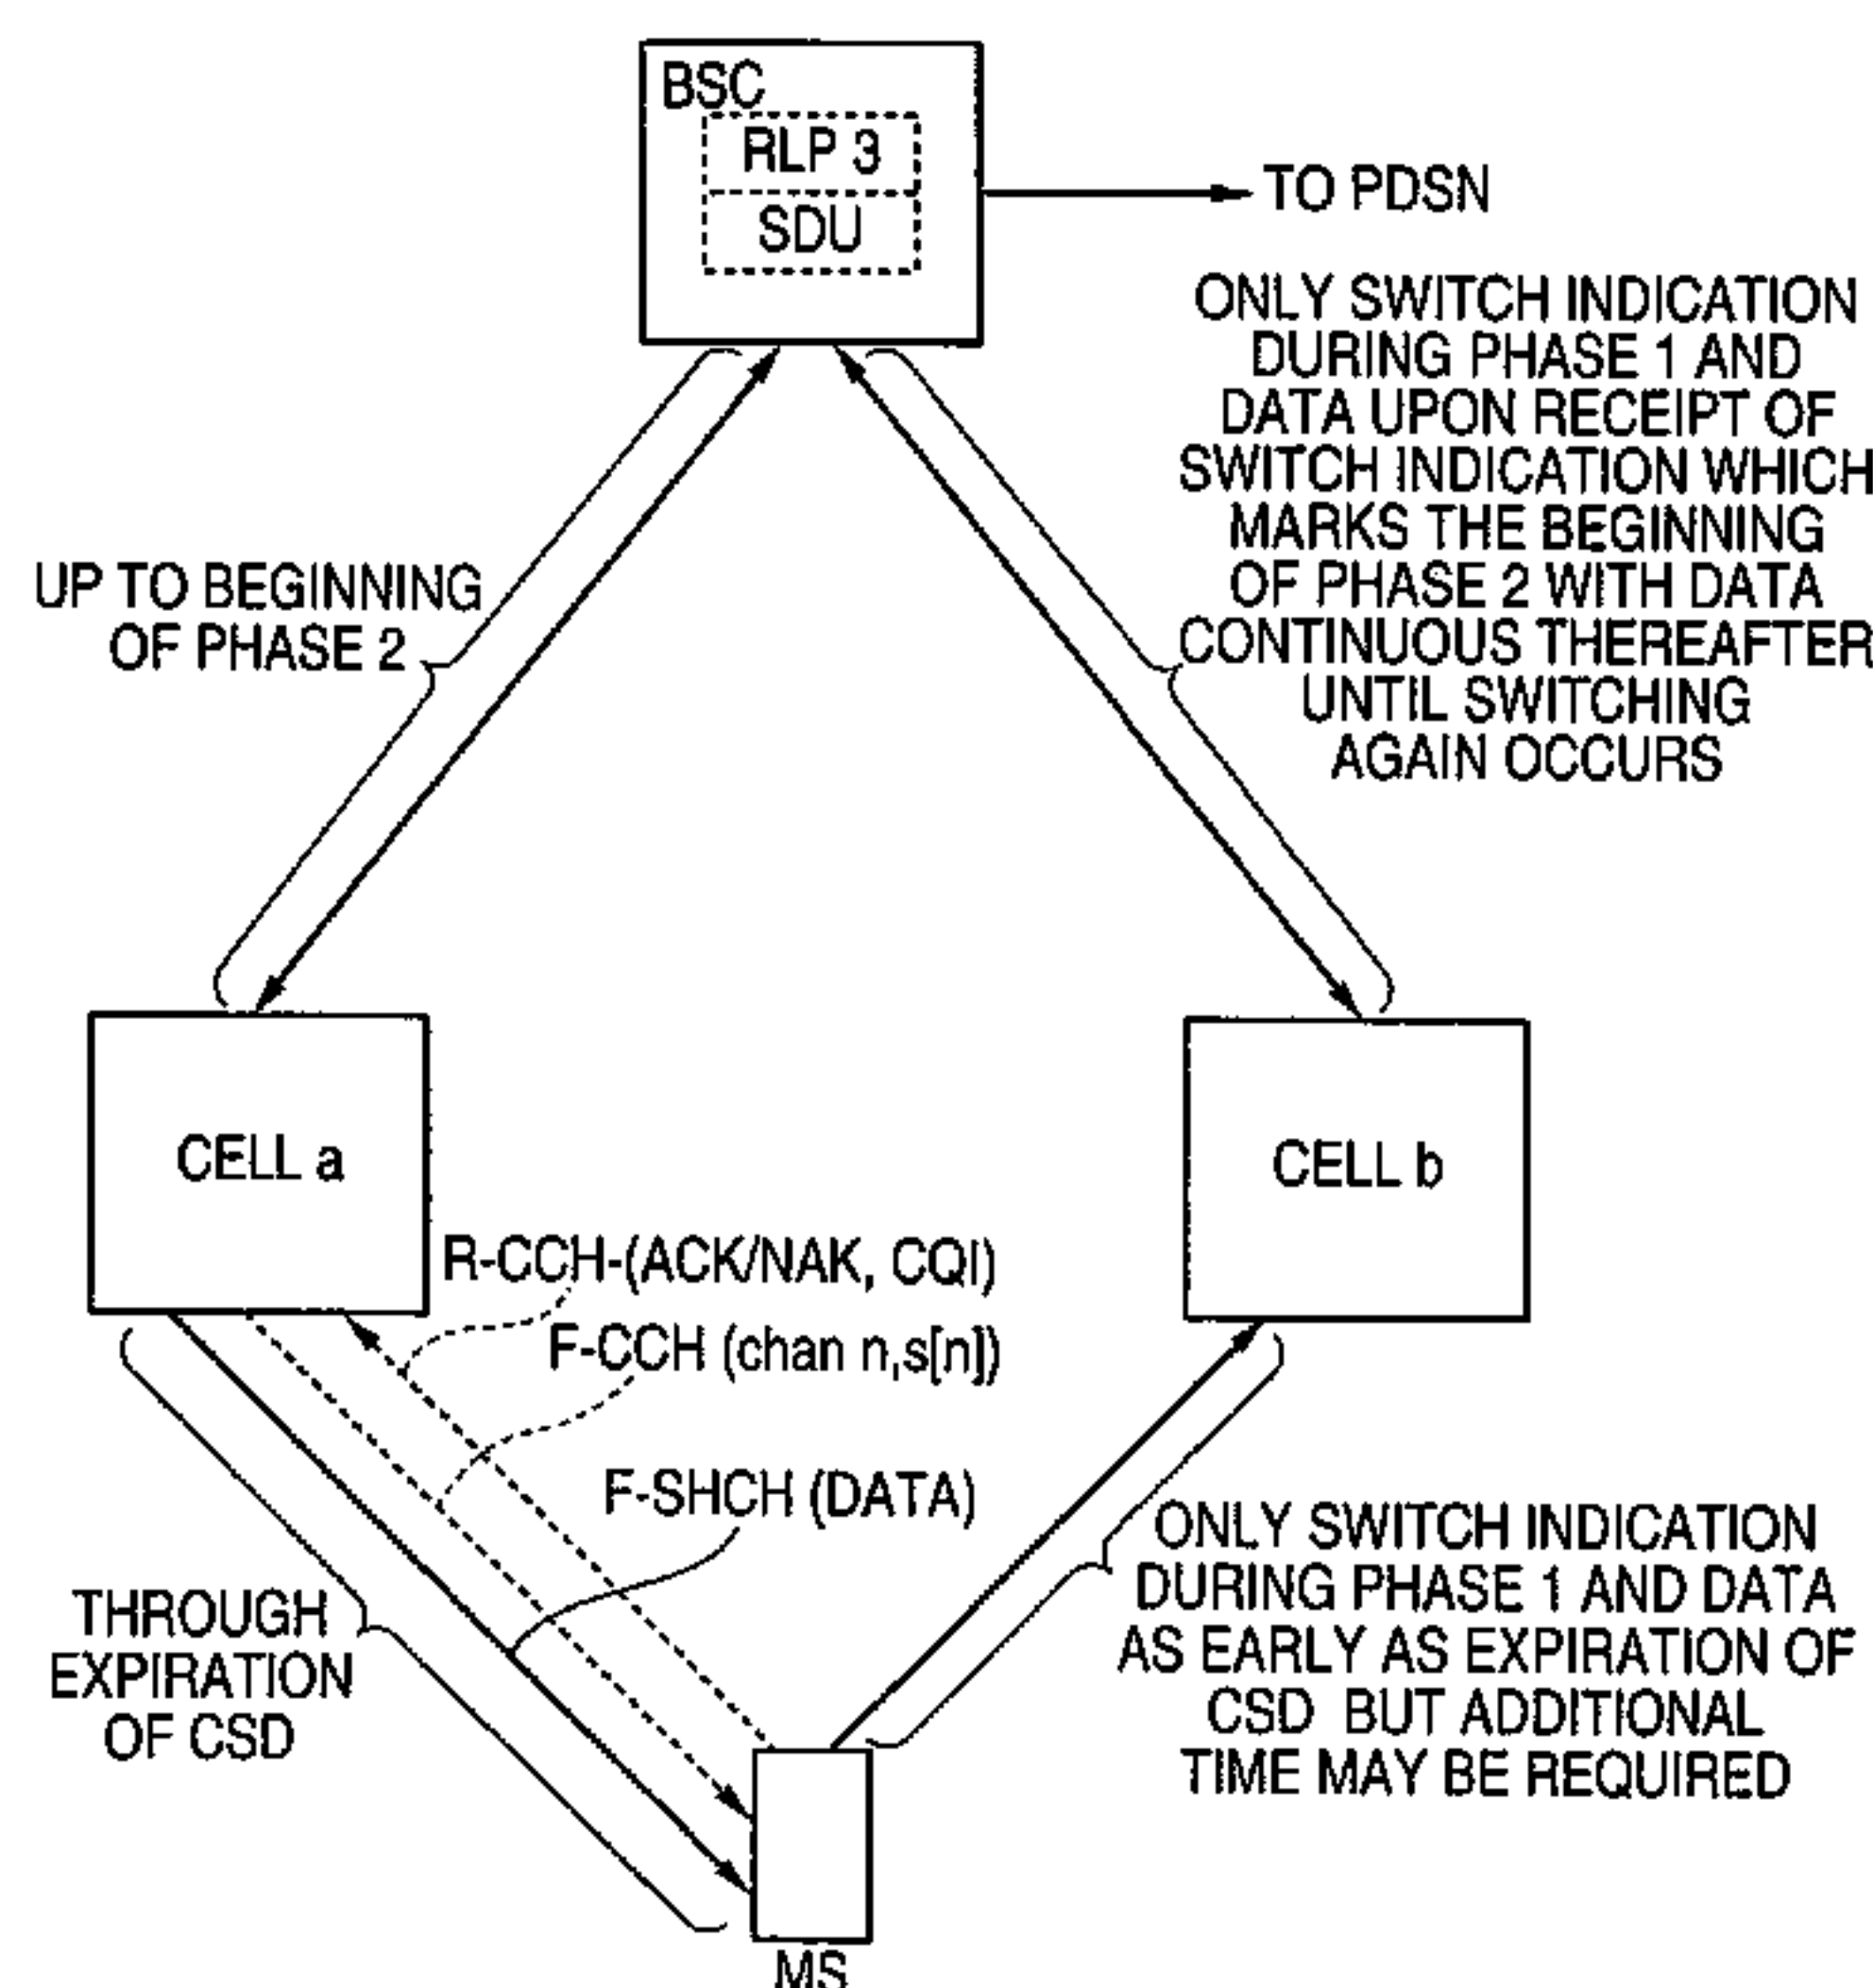 BSC
RLP 3
SDU
TO PDSN
ONLY SWITCH INDICATION
DURING PHASE 1 AND
DATA UPON RECEIPT OF
SWITCH INDICATION WHICH
MARKS THE BEGINNING
OF PHASE 2 WITH DATA
CONTINUOUS THEREAFTER
UNTIL SWITCHING
AGAIN OCCURS
UP TO BEGINNING
OF PHASE 2
CELL a
CELL b
R-CCH-(ACK/NAK, CQI)
F-CCH (chan n,s[n])
F-SHCH (DATA)
THROUGH
EXPIRATION
OF CSD
ONLY SWITCH INDICATION
DURING PHASE 1 AND DATA
AS EARLY AS EXPIRATION OF
CSD BUT ADDITIONAL
TIME MAY BE REQUIRED
MS